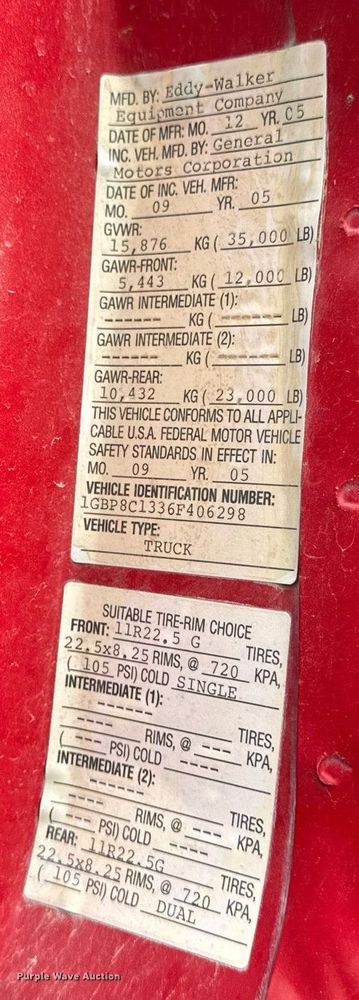 MFD. BY: Eddy-Walker
Equipment Company
DATE OF MFR: MO. 12 YR. 05
INC. VEH. MFD. BY: General
Motors Corporation
DATE OF INC. VEH. MFR:
MO. 09 YR. 05
GVWR:
15,876 KG ( 35,000 LB)
GAWR-FRONT:
5,443 KG ( 12,000 LB)
GAWR INTERMEDIATE (1):
------ KG ( ------ LB)
GAWR INTERMEDIATE (2):
------ KG ( ------ LB)
GAWR-REAR:
10,432 KG ( 23,000 LB)
THIS VEHICLE CONFORMS TO ALL APPLI-
CABLE U.S.A. FEDERAL MOTOR VEHICLE
SAFETY STANDARDS IN EFFECT IN:
MO. 09 YR. 05
VEHICLE IDENTIFICATION NUMBER:
1GBP8C1336F406298
VEHICLE TYPE:
TRUCK
SUITABLE TIRE-RIM CHOICE
FRONT: 11R22.5 G TIRES,
22.5x8.25 RIMS, @ 720 KPA,
( 105 PSI) COLD SINGLE
INTERMEDIATE (1):
------ TIRES,
---- RIMS, @ --- KPA,
( --- PSI) COLD ----
INTERMEDIATE (2):
------ TIRES,
---- RIMS, @ --- KPA,
( --- PSI) COLD ----
REAR: 11R22.5G TIRES,
22.5x8.25 RIMS, @ 720 KPA,
( 105 PSI) COLD DUAL
Purple Wave Auction